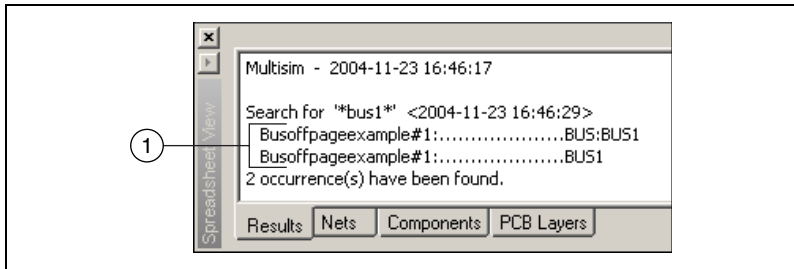 Multisim - 2004-11-23 16:46:17
Search for '*bus1*' <2004-11-23 16:46:29>
Busoffpageexample#1:....................BUS:BUS1
Busoffpageexample#1:....................BUS1
2 occurrence(s) have been found.
1
Spreadsheet View
Results Nets Components PCB Layers